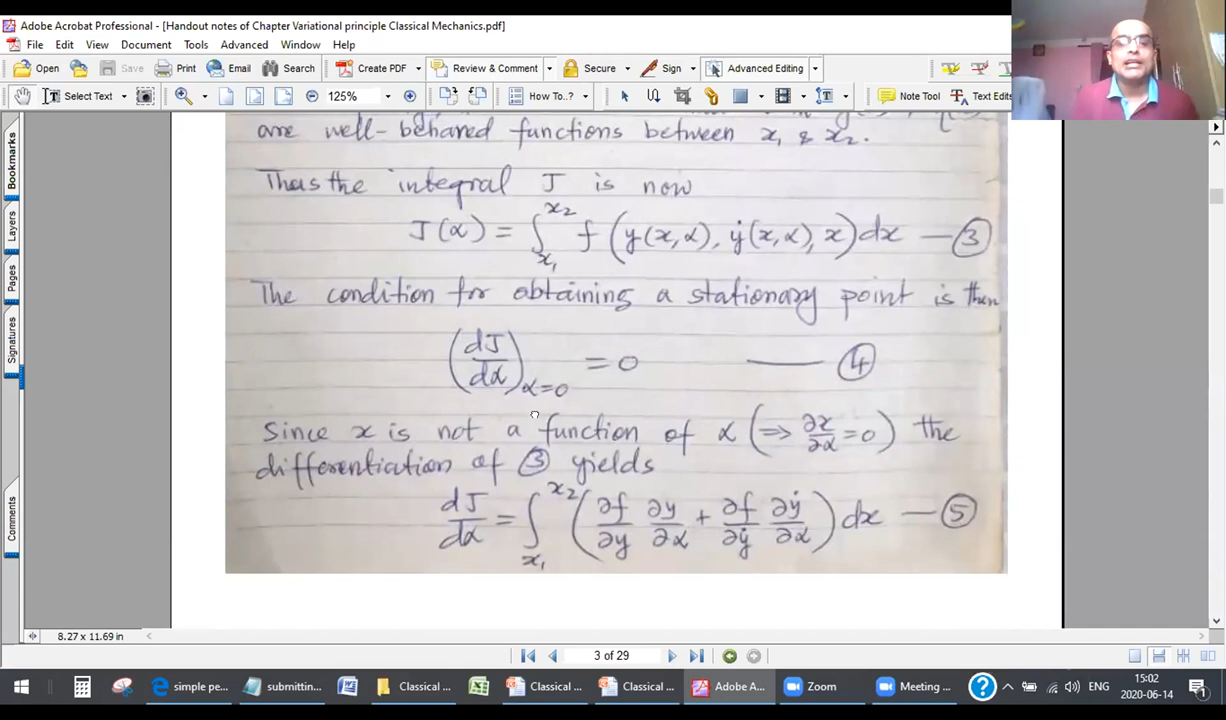 Adobe Acrobat Professional - [Handout notes of Chapter Variational principle Classical Mechanics.pdf]
File Edit View Document Tools Advanced Window Help
Open Save Print Email Search Create PDF Review & Comment Secure Sign Advanced Editing
Select Text 125% How To..? Note Tool Text Edits
Bookmarks
Layers
Pages
Signatures
Comments
are well-behaved functions between x₁ & x₂.
Thus the integral J is now
J(α) = ∫_{x₁}^{x₂} f (y(x,α), ẏ(x,α), x) dx — ③
The condition for obtaining a stationary point is then
(dJ/dα)_{α=0} = 0 — ④
Since x is not a function of α (⇒ ∂x/∂α = 0) the
differentiation of ③ yields
dJ/dα = ∫_{x₁}^{x₂} (∂f/∂y ∂y/∂α + ∂f/∂ẏ ∂ẏ/∂α) dx — ⑤
8.27 x 11.69 in
3 of 29
simple pe... submittin... Classical ... Classical ... Classical ... Adobe A... Zoom Meeting ... ENG 15:02
2020-06-14